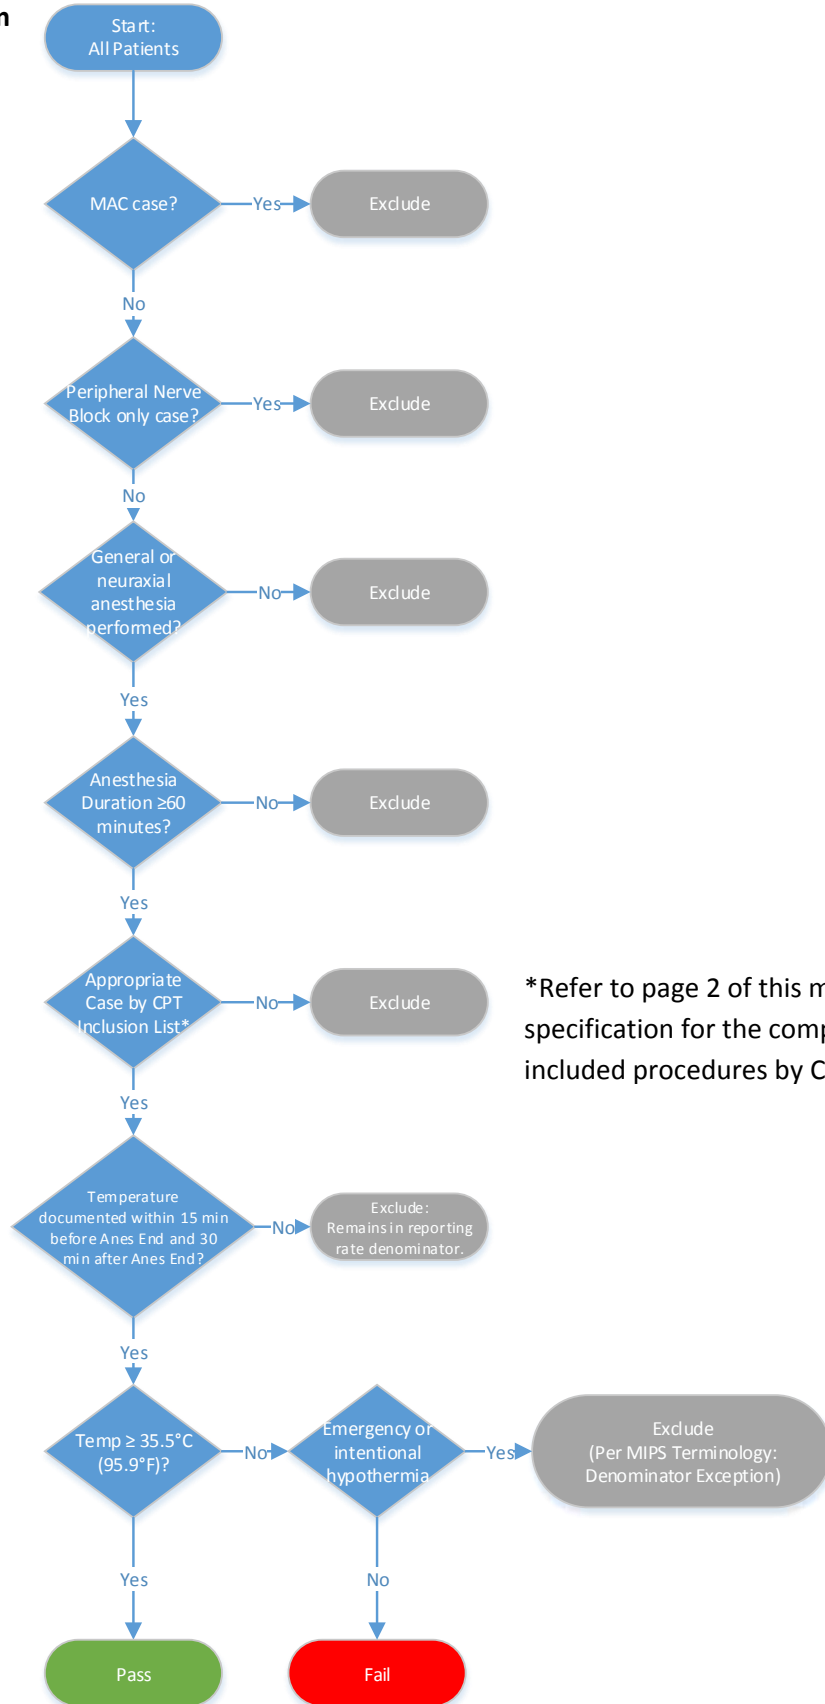 Start:
All Patients
MAC case?
Yes
Exclude
No
Peripheral Nerve
Block only case?
Yes
Exclude
No
General or
neuraxial
anesthesia
performed?
No
Exclude
Yes
Anesthesia
Duration ≥60
minutes?
No
Exclude
Yes
Appropriate
Case by CPT
Inclusion List*
No
Exclude
*Refer to page 2 of this
specification for the
included procedures by
Yes
Temperature
documented within 15 min
before Anes End and 30
min after Anes End?
No
Exclude:
Remains in reporting
rate denominator.
Yes
Temp ≥ 35.5°C
(95.9°F)?
No
Emergency or
intentional
hypothermia
Yes
Exclude
(Per MIPS Terminology:
Denominator Exception)
Yes
No
Pass
Fail